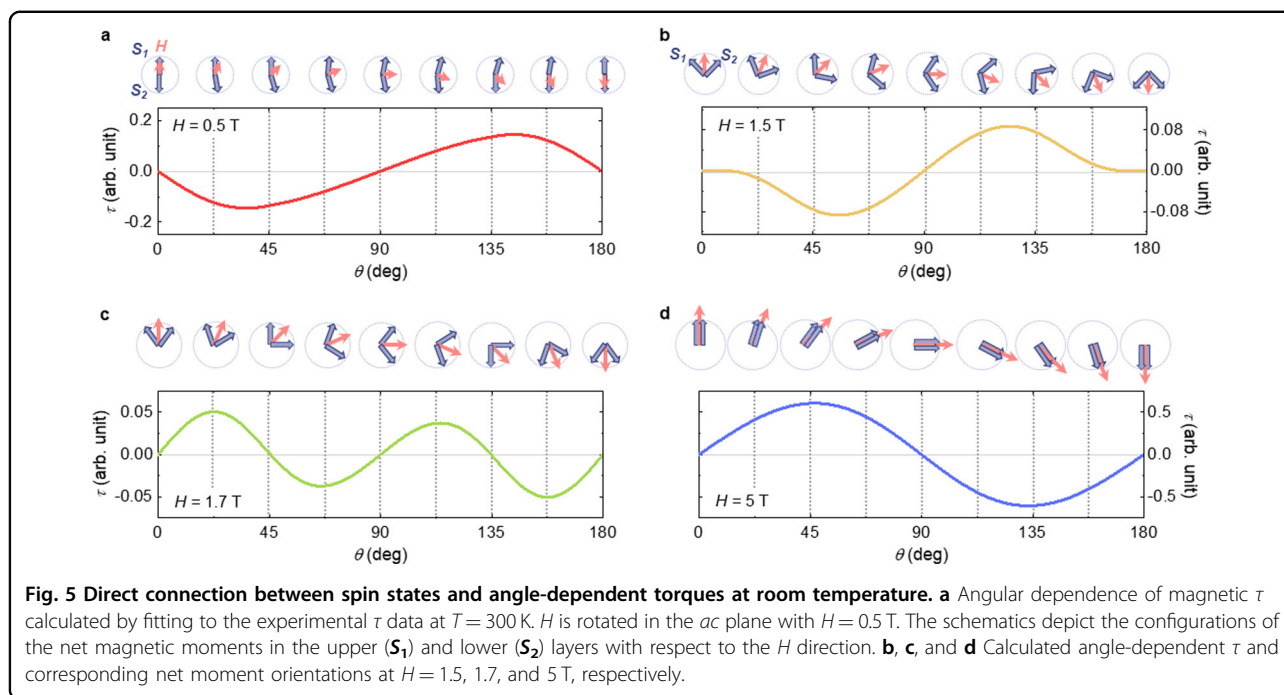 a
S1 H
S2
H = 0.5 T
τ (arb. unit)
0.2
0.0
-0.2
0 45 90 135 180
θ (deg)
b
S1 S2
H = 1.5 T
τ (arb. unit)
0.08
0.00
-0.08
0 45 90 135 180
θ (deg)
c
H = 1.7 T
τ (arb. unit)
0.05
0.00
-0.05
0 45 90 135 180
θ (deg)
d
H = 5 T
τ (arb. unit)
0.5
0.0
-0.5
0 45 90 135 180
θ (deg)
Fig. 5 Direct connection between spin states and angle-dependent torques at room temperature. a Angular dependence of magnetic τ
calculated by fitting to the experimental τ data at T = 300 K. H is rotated in the ac plane with H = 0.5 T. The schematics depict the configurations of
the net magnetic moments in the upper (S1) and lower (S2) layers with respect to the H direction. b, c, and d Calculated angle-dependent τ and
corresponding net moment orientations at H = 1.5, 1.7, and 5 T, respectively.